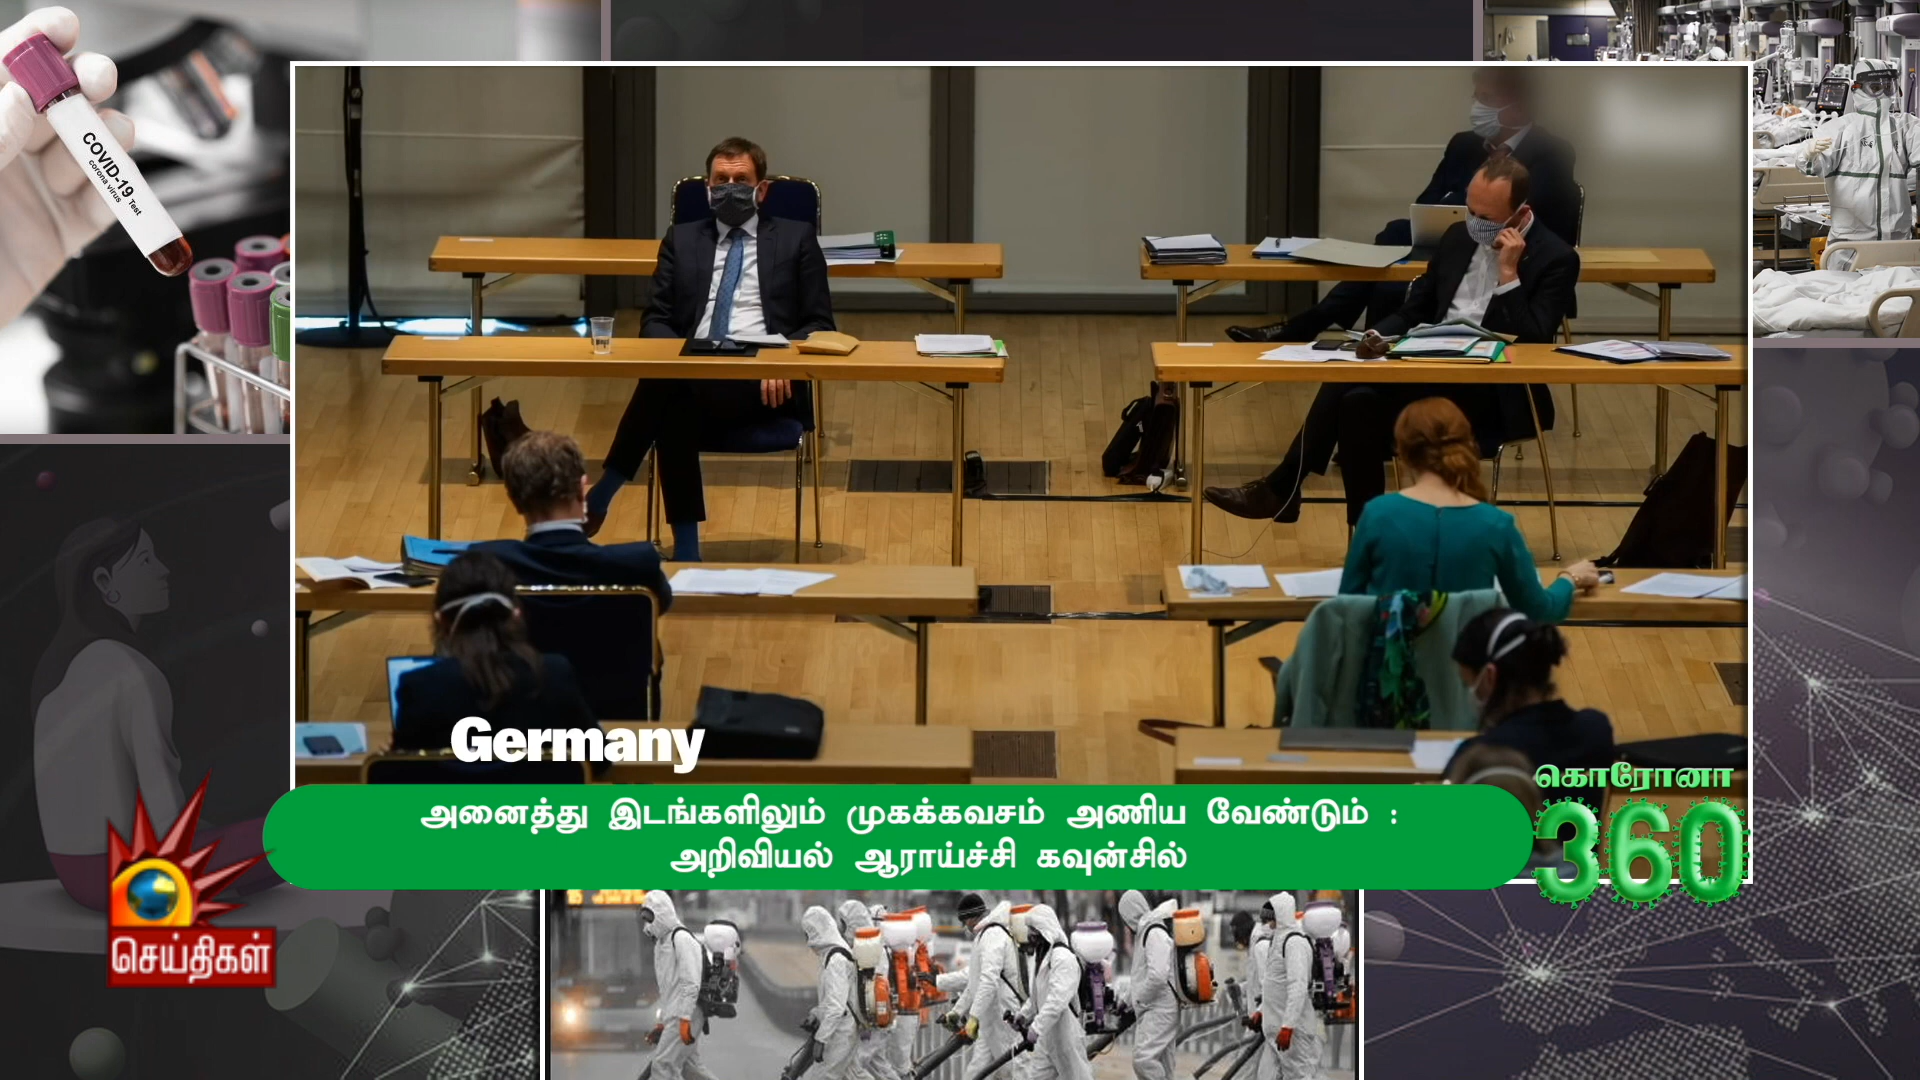 COVID-19 Test
corona virus
Germany
அனைத்து இடங்களிலும் முகக்கவசம் அணிய வேண்டும் :
அறிவியல் ஆராய்ச்சி கவுன்சில்
கொரோனா
360
செய்திகள்